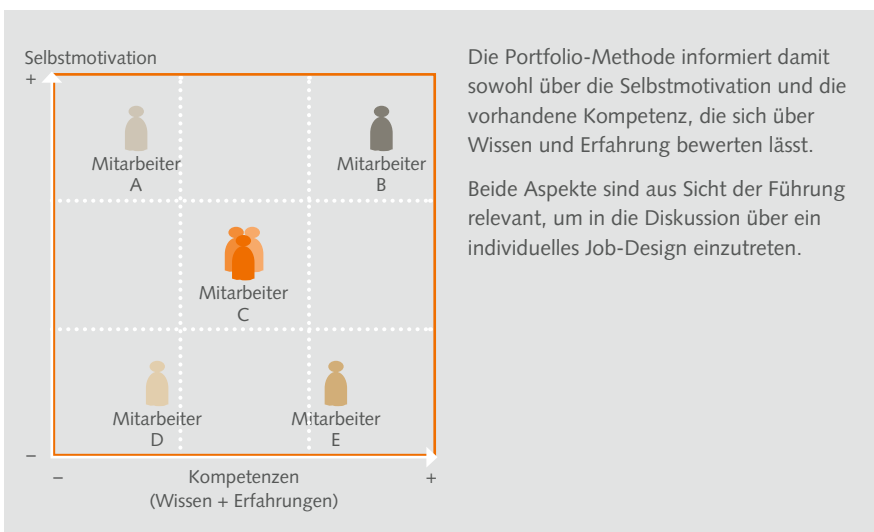 Selbstmotivation
+
Mitarbeiter
A
Mitarbeiter
B
Mitarbeiter
C
Mitarbeiter
D
Mitarbeiter
E
–
–
Kompetenzen
+
(Wissen + Erfahrungen)
Die Portfolio-Methode informiert damit
sowohl über die Selbstmotivation und die
vorhandene Kompetenz, die sich über
Wissen und Erfahrung bewerten lässt.
Beide Aspekte sind aus Sicht der Führung
relevant, um in die Diskussion über ein
individuelles Job-Design einzutreten.